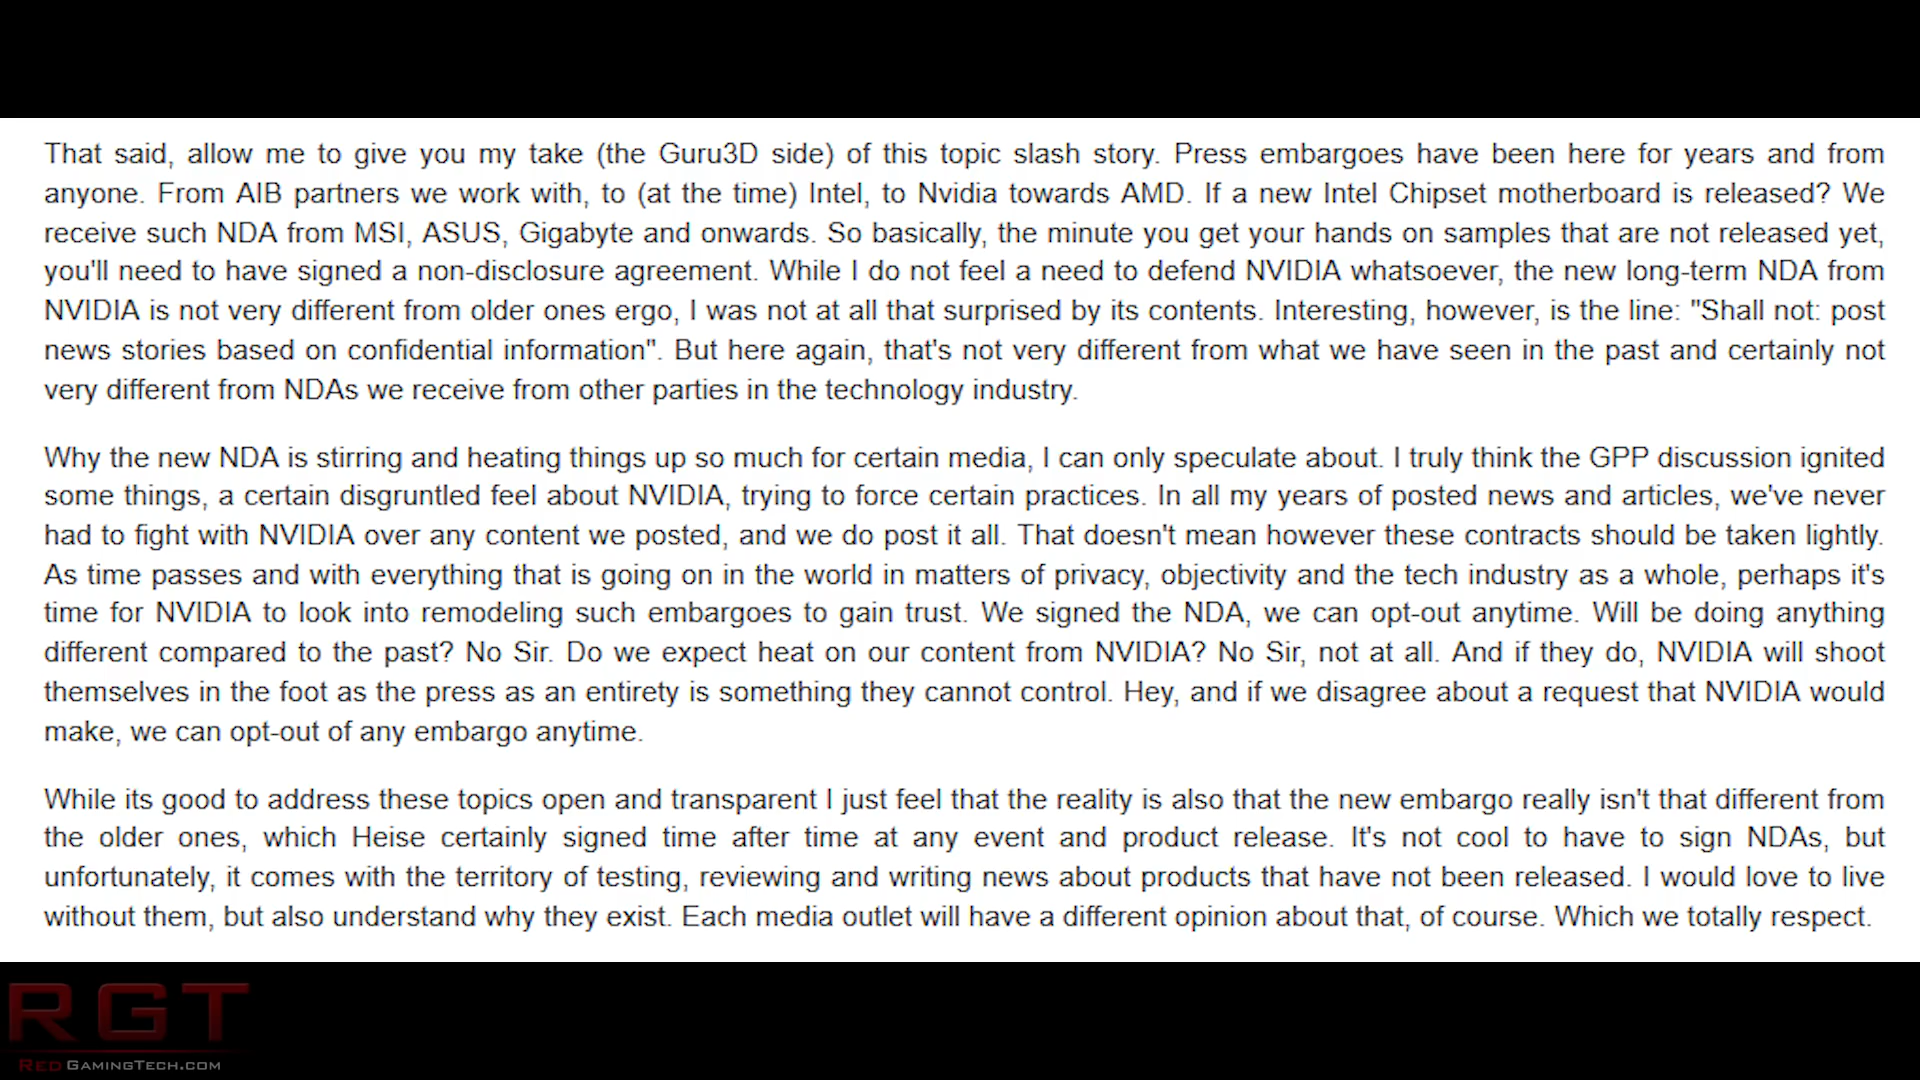 That said, allow me to give you my take (the Guru3D side) of this topic slash story. Press embargoes have been here for years and from
anyone. From AIB partners we work with, to (at the time) Intel, to Nvidia towards AMD. If a new Intel Chipset motherboard is released? We
receive such NDA from MSI, ASUS, Gigabyte and onwards. So basically, the minute you get your hands on samples that are not released yet,
you'll need to have signed a non-disclosure agreement. While I do not feel a need to defend NVIDIA whatsoever, the new long-term NDA from
NVIDIA is not very different from older ones ergo, I was not at all that surprised by its contents. Interesting, however, is the line: "Shall not: post
news stories based on confidential information". But here again, that's not very different from what we have seen in the past and certainly not
very different from NDAs we receive from other parties in the technology industry.
Why the new NDA is stirring and heating things up so much for certain media, I can only speculate about. I truly think the GPP discussion ignited
some things, a certain disgruntled feel about NVIDIA, trying to force certain practices. In all my years of posted news and articles, we've never
had to fight with NVIDIA over any content we posted, and we do post it all. That doesn't mean however these contracts should be taken lightly.
As time passes and with everything that is going on in the world in matters of privacy, objectivity and the tech industry as a whole, perhaps it's
time for NVIDIA to look into remodeling such embargoes to gain trust. We signed the NDA, we can opt-out anytime. Will be doing anything
different compared to the past? No Sir. Do we expect heat on our content from NVIDIA? No Sir, not at all. And if they do, NVIDIA will shoot
themselves in the foot as the press as an entirety is something they cannot control. Hey, and if we disagree about a request that NVIDIA would
make, we can opt-out of any embargo anytime.
While its good to address these topics open and transparent I just feel that the reality is also that the new embargo really isn't that different from
the older ones, which Heise certainly signed time after time at any event and product release. It's not cool to have to sign NDAs, but
unfortunately, it comes with the territory of testing, reviewing and writing news about products that have not been released. I would love to live
without them, but also understand why they exist. Each media outlet will have a different opinion about that, of course. Which we totally respect.
RGT
RedGamingTech.com